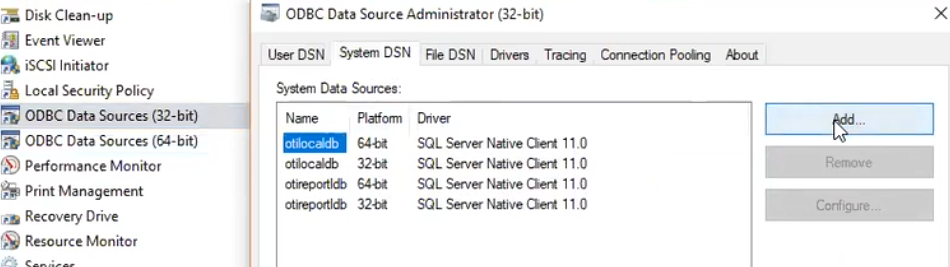 Disk Clean-up
Event Viewer
iSCSI Initiator
Local Security Policy
ODBC Data Sources (32-bit)
ODBC Data Sources (64-bit)
Performance Monitor
Print Management
Recovery Drive
Resource Monitor
Services
ODBC Data Source Administrator (32-bit)
User DSN System DSN File DSN Drivers Tracing Connection Pooling About
System Data Sources:
Name Platform Driver
otilocaldb 64-bit SQL Server Native Client 11.0
otilocaldb 32-bit SQL Server Native Client 11.0
otireportldb 64-bit SQL Server Native Client 11.0
otireportldb 32-bit SQL Server Native Client 11.0
Add...
Remove
Configure...